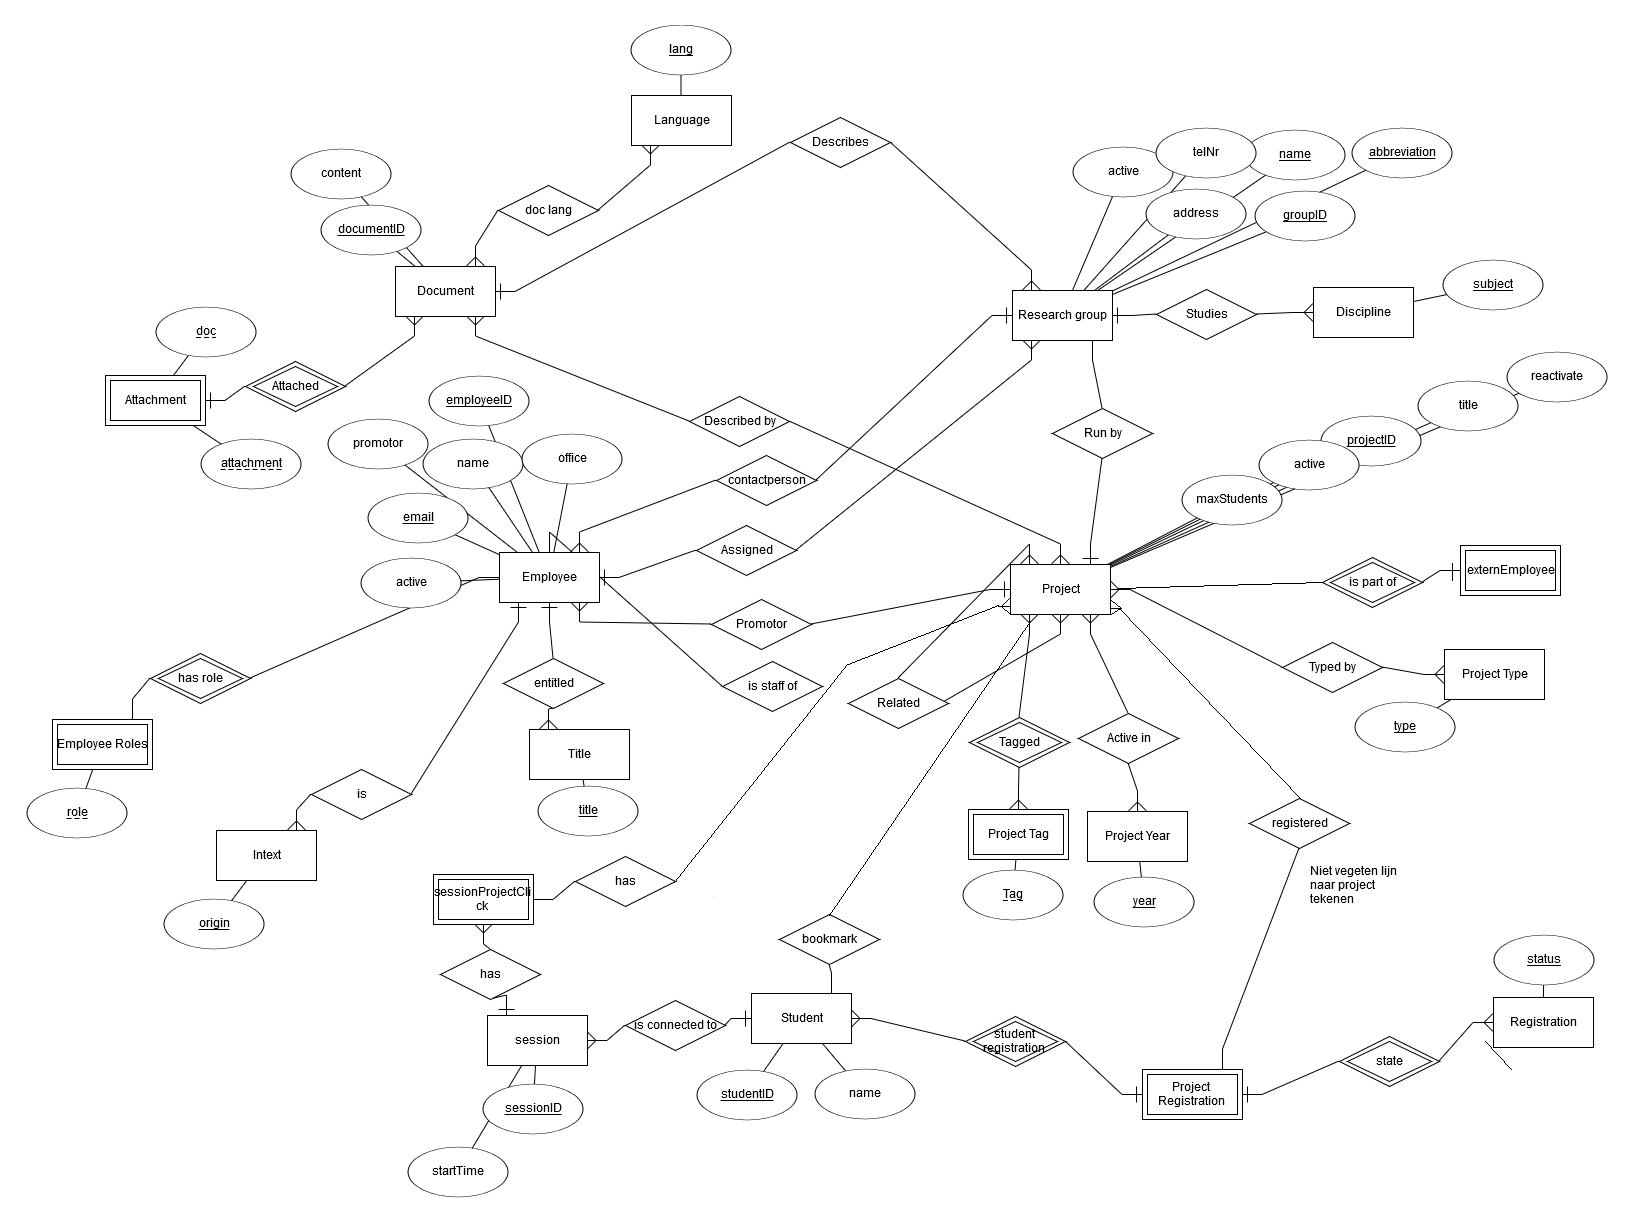 lang
Language
Describes
content
documentID
doc lang
active
telNr
name
abbreviation
address
groupID
Document
Research group
Studies
Discipline
subject
doc
Attachment
Attached
attachment
employeeID
promotor
name
office
email
active
Employee
Described by
contactperson
Assigned
Promotor
is staff of
Run by
reactivate
title
projectID
active
maxStudents
Project
is part of
externEmployee
Typed by
Project Type
type
has role
Employee Roles
role
entitled
Title
title
is
Intext
origin
Related
Tagged
Active in
Project Tag
Project Year
Tag
year
registered
Niet vegeten lijn
naar project
tekenen
sessionProjectCli
ck
has
has
bookmark
session
is connected to
Student
student
registration
sessionID
startTime
studentID
name
Project
Registration
state
Registration
status